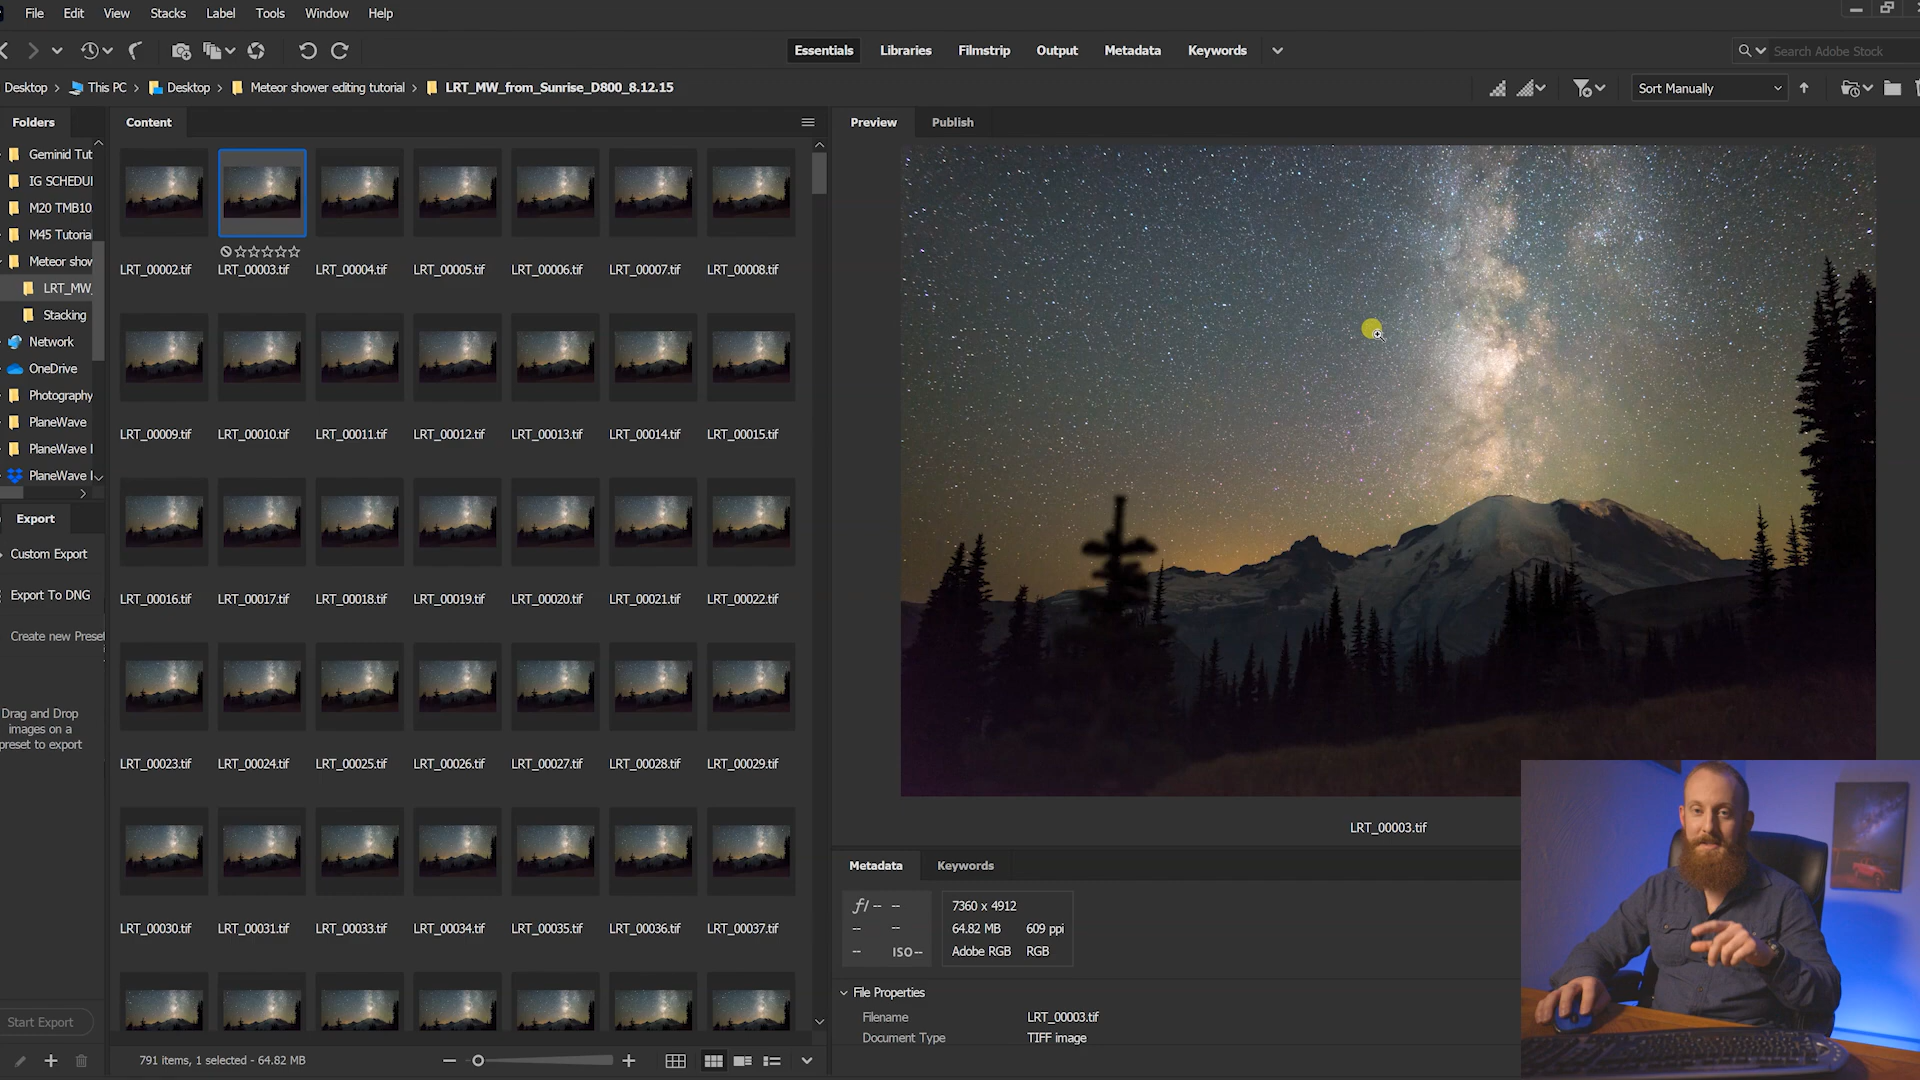 File Edit View Stacks Label Tools Window Help
Essentials Libraries Filmstrip Output Metadata Keywords
Search Adobe Stock
Desktop This PC Desktop Meteor shower editing tutorial LRT_MW_from_Sunrise_D800_8.12.15
Sort Manually
Folders
Geminid Tut
IG SCHEDU
M20 TMB10
M45 Tutoria
Meteor show
LRT_MW_
Stacking
Network
OneDrive
Photography
PlaneWave
PlaneWave I
PlaneWave I
Export
Custom Export
Export To DNG
Create new Preset
Drag and Drop
images on a
preset to export
Start Export
Content
LRT_00002.tif LRT_00003.tif LRT_00004.tif LRT_00005.tif LRT_00006.tif LRT_00007.tif LRT_00008.tif
LRT_00009.tif LRT_00010.tif LRT_00011.tif LRT_00012.tif LRT_00013.tif LRT_00014.tif LRT_00015.tif
LRT_00016.tif LRT_00017.tif LRT_00018.tif LRT_00019.tif LRT_00020.tif LRT_00021.tif LRT_00022.tif
LRT_00023.tif LRT_00024.tif LRT_00025.tif LRT_00026.tif LRT_00027.tif LRT_00028.tif LRT_00029.tif
LRT_00030.tif LRT_00031.tif LRT_00033.tif LRT_00034.tif LRT_00035.tif LRT_00036.tif LRT_00037.tif
791 items, 1 selected - 64.82 MB
Preview Publish
LRT_00003.tif
Metadata Keywords
f/ -- --
-- --
-- ISO--
7360 x 4912
64.82 MB 609 ppi
Adobe RGB RGB
File Properties
Filename LRT_00003.tif
Document Type TIFF image